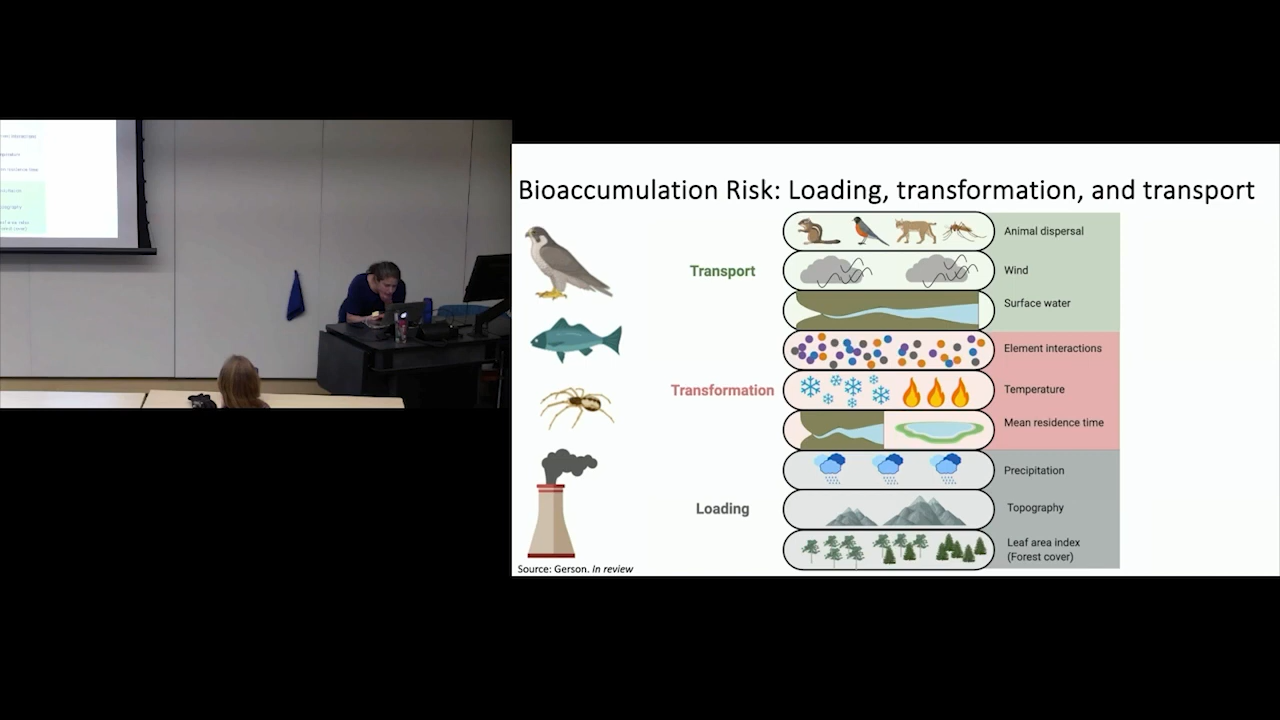 Bioaccumulation Risk: Loading, transformation, and transport
Transport
Animal dispersal
Wind
Surface water
Transformation
Element interactions
Temperature
Mean residence time
Loading
Precipitation
Topography
Leaf area index
(Forest cover)
Source: Gerson. In review